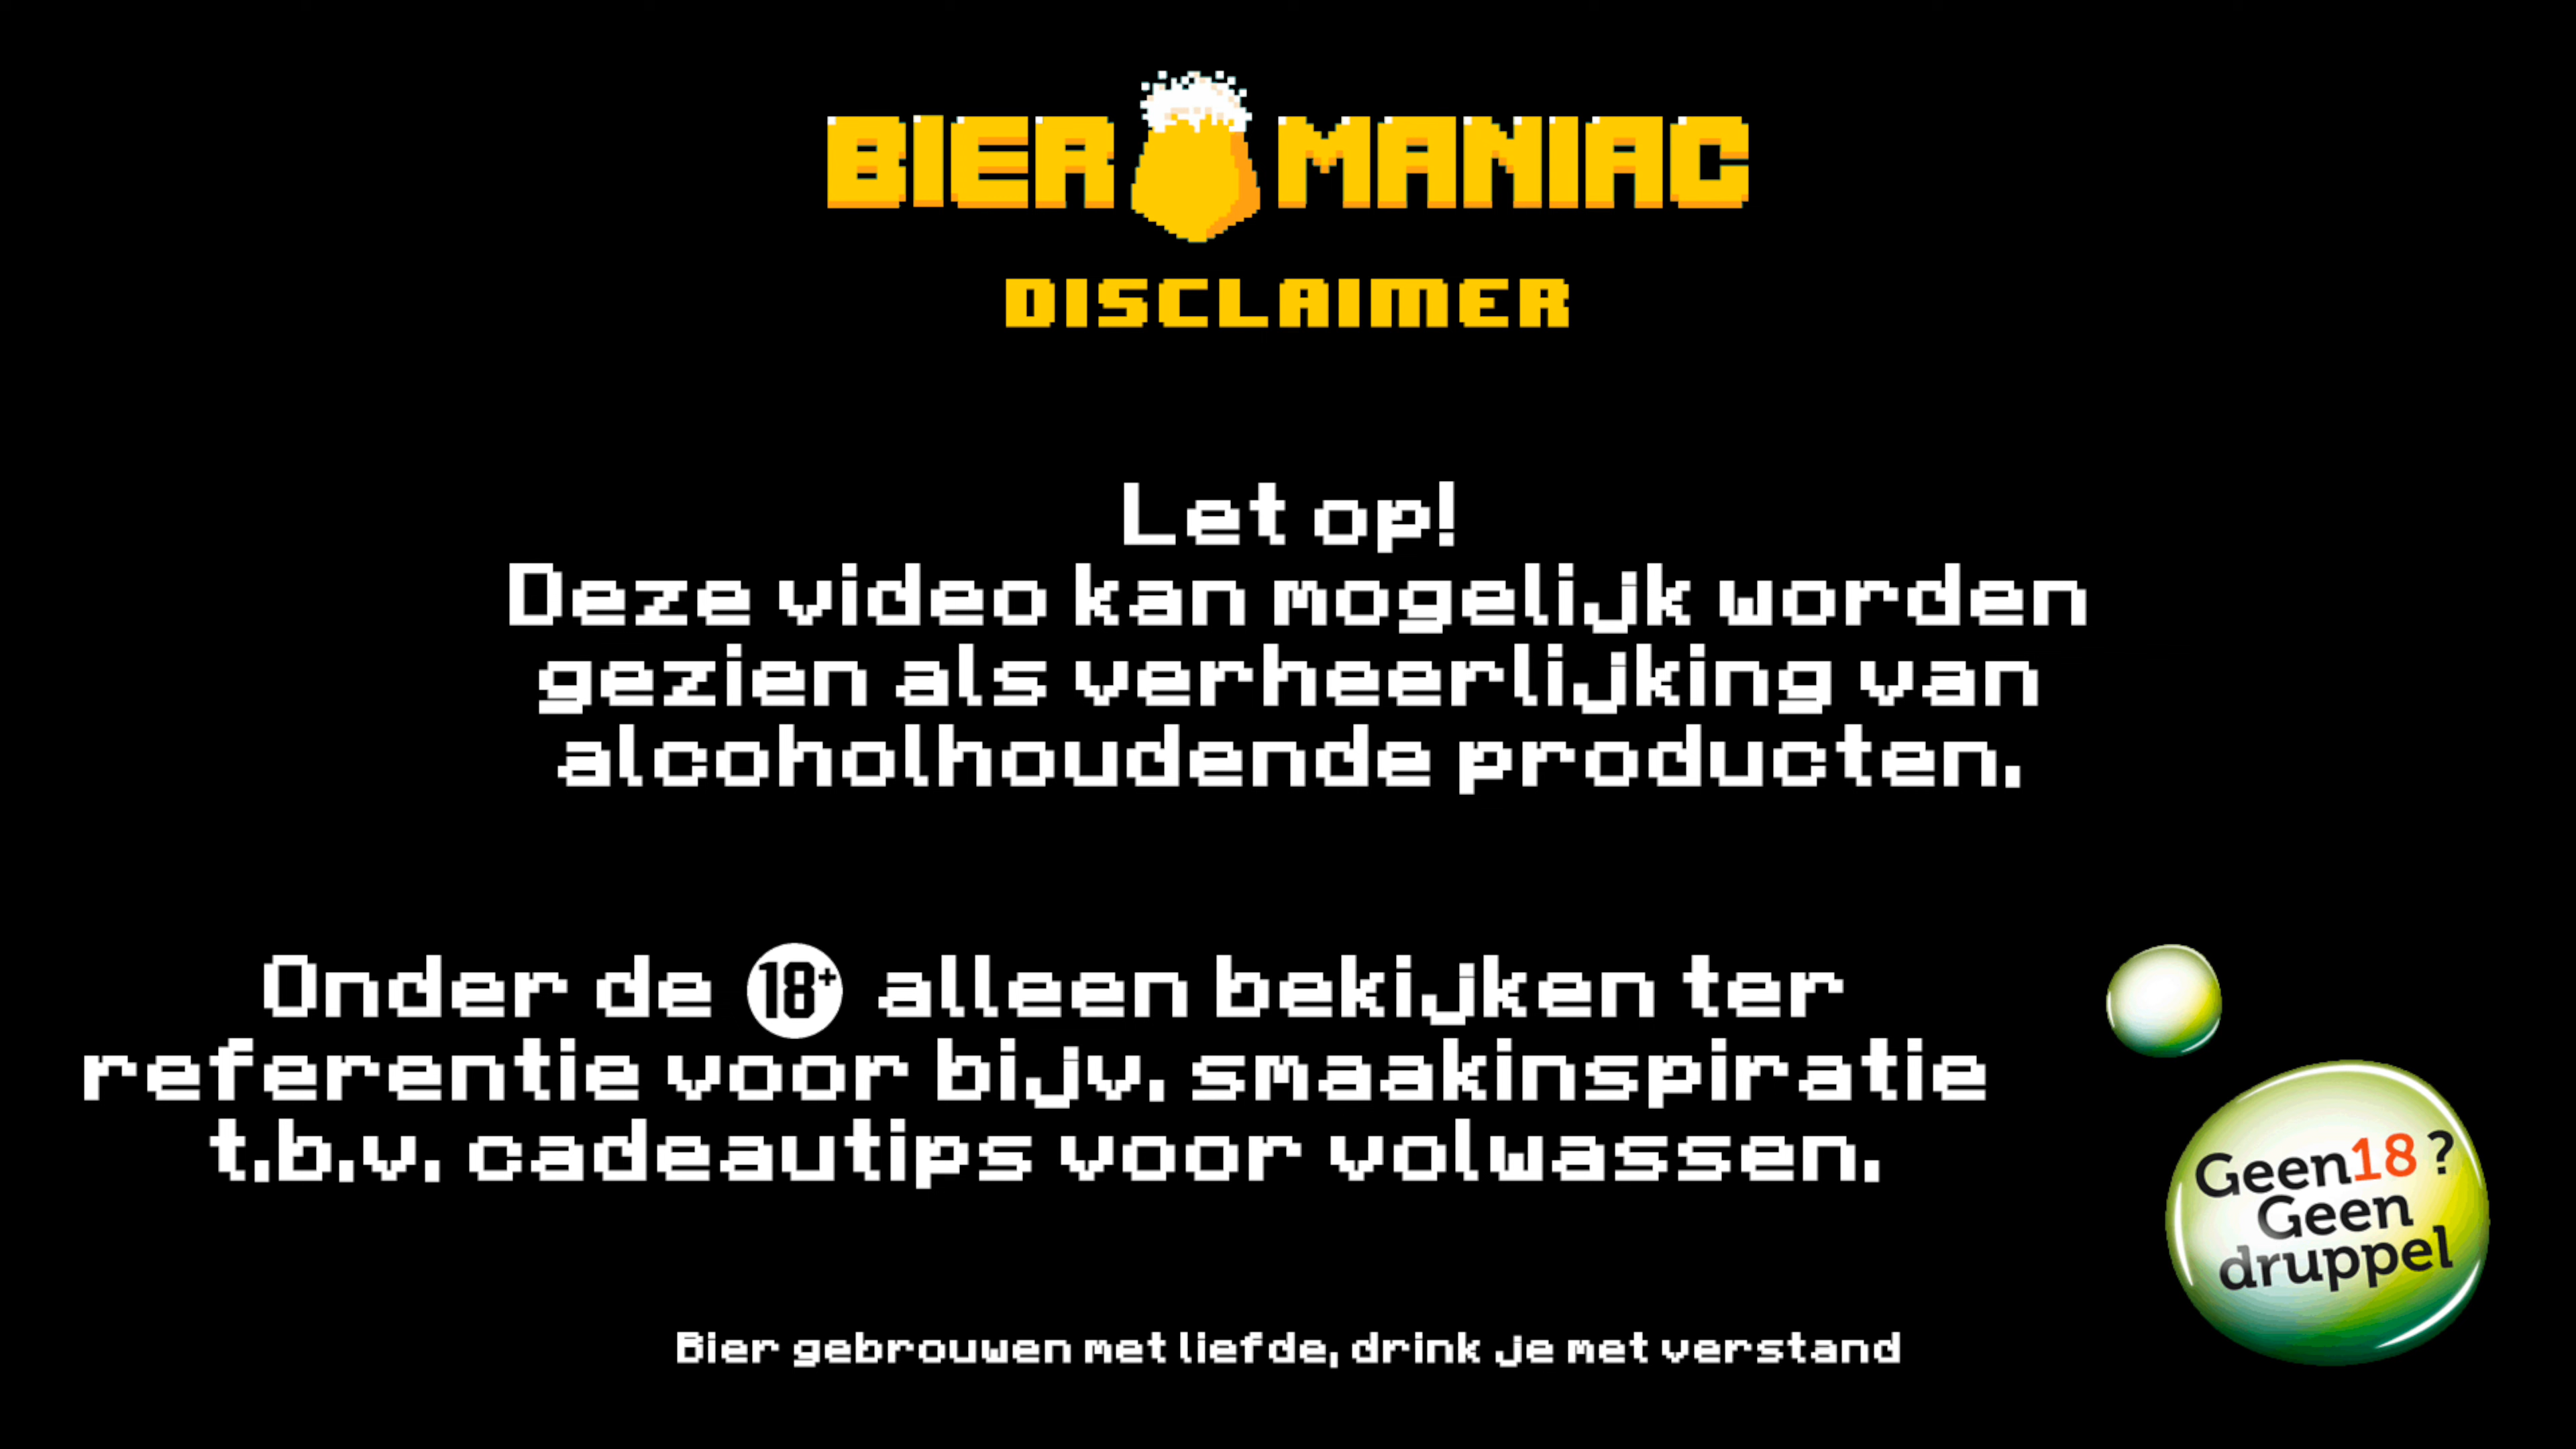 BIER MANIAC
DISCLAIMER
Let op!
Deze video kan mogelijk worden
gezien als verheerlijking van
alcoholhoudende producten.
Onder de 18+ alleen bekijken ter
referentie voor bijv. smaakinspiratie
t.b.v. cadeautips voor volwassen.
Geen18?
Geen
druppel
Bier gebrouwen met liefde, drink je met verstand